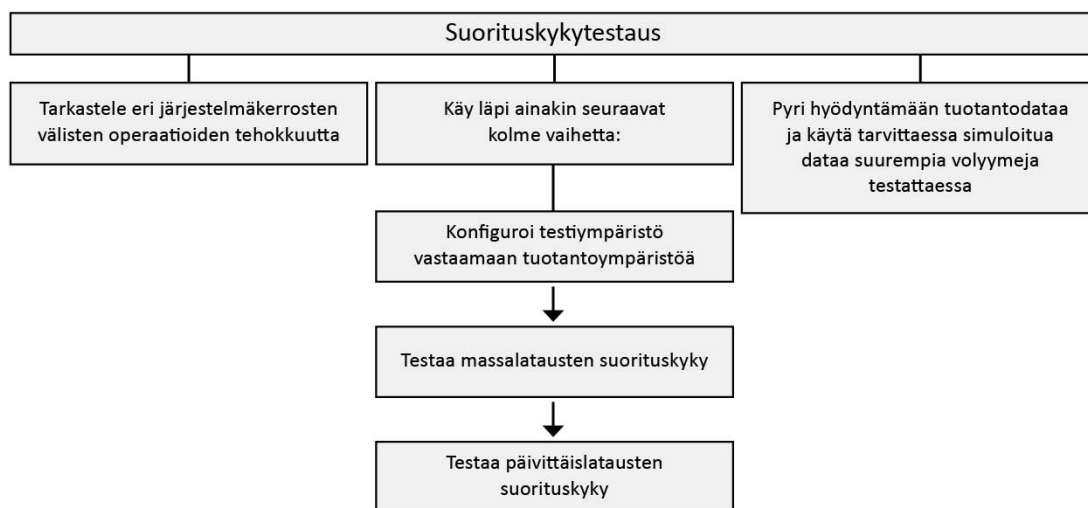 Suorituskykytestaus
Tarkastele eri järjestelmäkerrosten
välisten operaatioiden tehokkuutta
Käy läpi ainakin seuraavat
kolme vaihetta:
Pyri hyödyntämään tuotantodataa
ja käytä tarvittaessa simuloitua
dataa suurempia volyymeja
testattaessa
Konfiguroi testiympäristö
vastaamaan tuotantoympäristöä
Testaa massalatausten suorituskyky
Testaa päivittäislatausten
suorituskyky